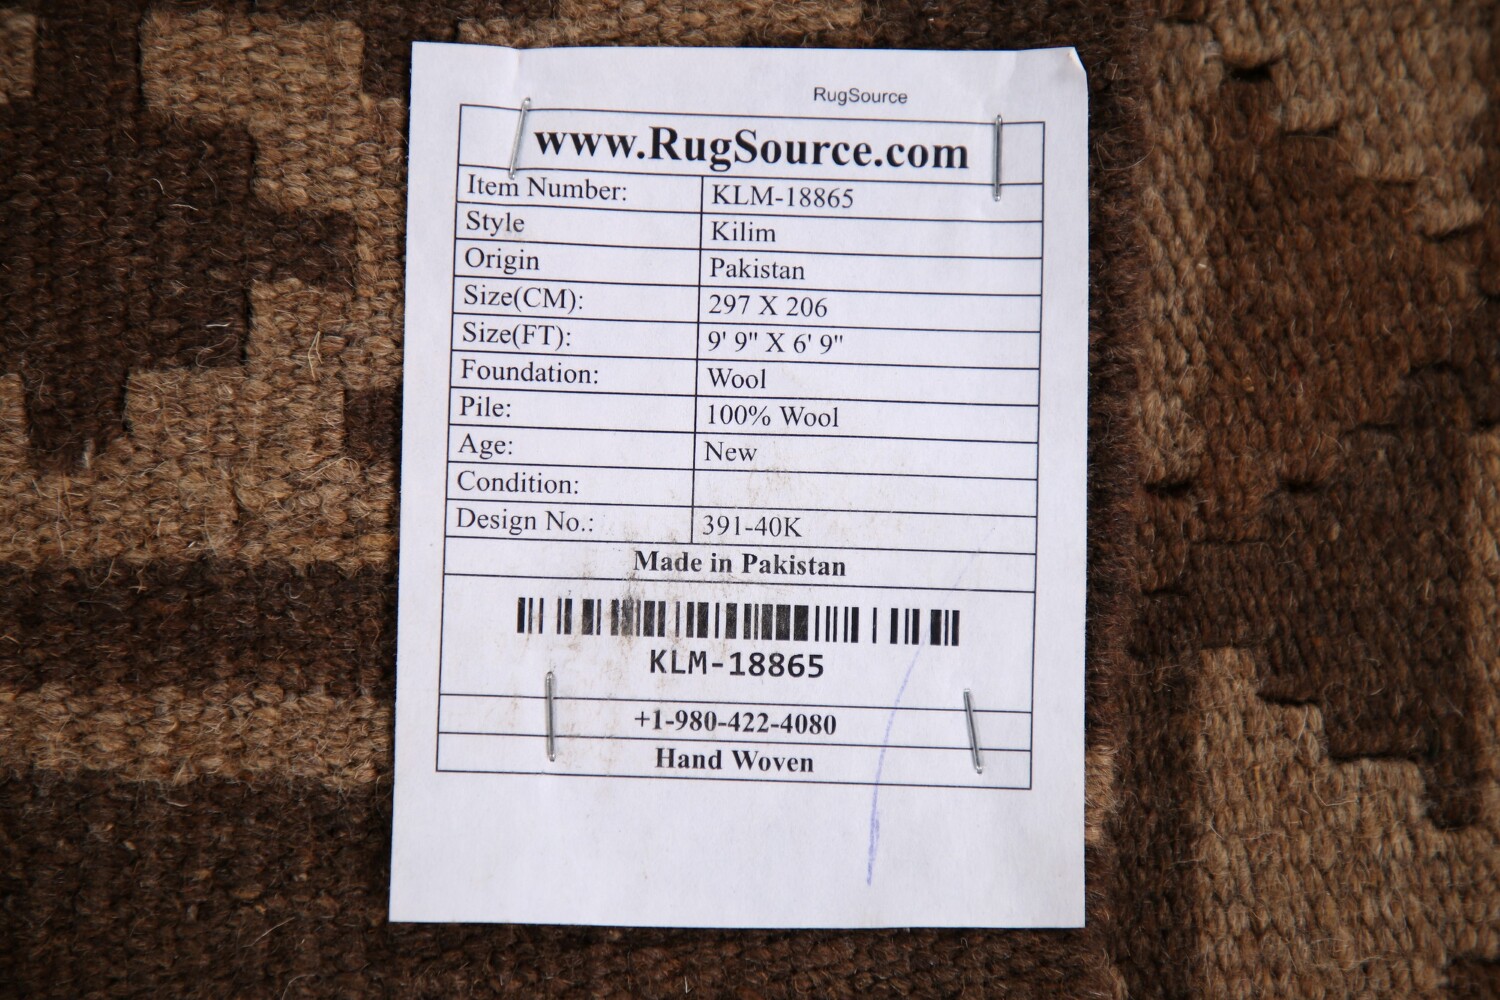 RugSource
www.RugSource.com
Item Number: KLM-18865
Style Kilim
Origin Pakistan
Size(CM): 297 X 206
Size(FT): 9' 9" X 6' 9"
Foundation: Wool
Pile: 100% Wool
Age: New
Condition:
Design No.: 391-40K
Made in Pakistan
KLM-18865
+1-980-422-4080
Hand Woven